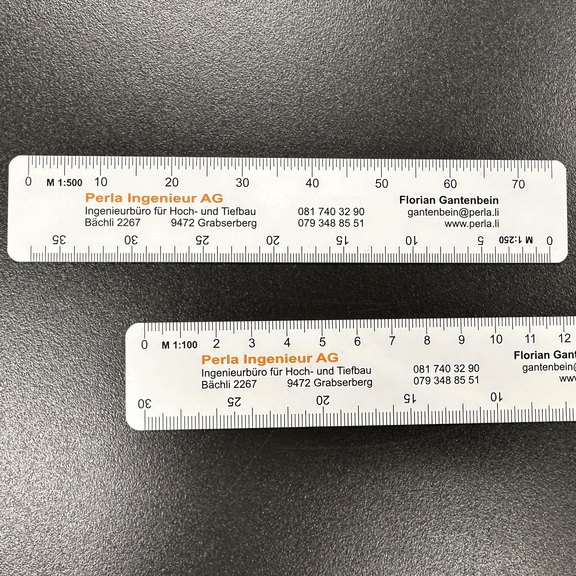 0 M 1:500 10 20 30 40 50 60 70
Perla Ingenieur AG
Florian Gantenbein
Ingenieurbüro für Hoch- und Tiefbau 081 740 32 90 gantenbein@perla.li
Bächli 2267 9472 Grabserberg 079 348 85 51 www.perla.li
35 30 25 20 15 10 5 M 1:250 0
0 M 1:100 2 3 4 5 6 7 8 9 10 11 12
Perla Ingenieur AG
Florian Gant
Ingenieurbüro für Hoch- und Tiefbau 081 740 32 90 gantenbein@
Bächli 2267 9472 Grabserberg 079 348 85 51 ww
30 25 20 15 10